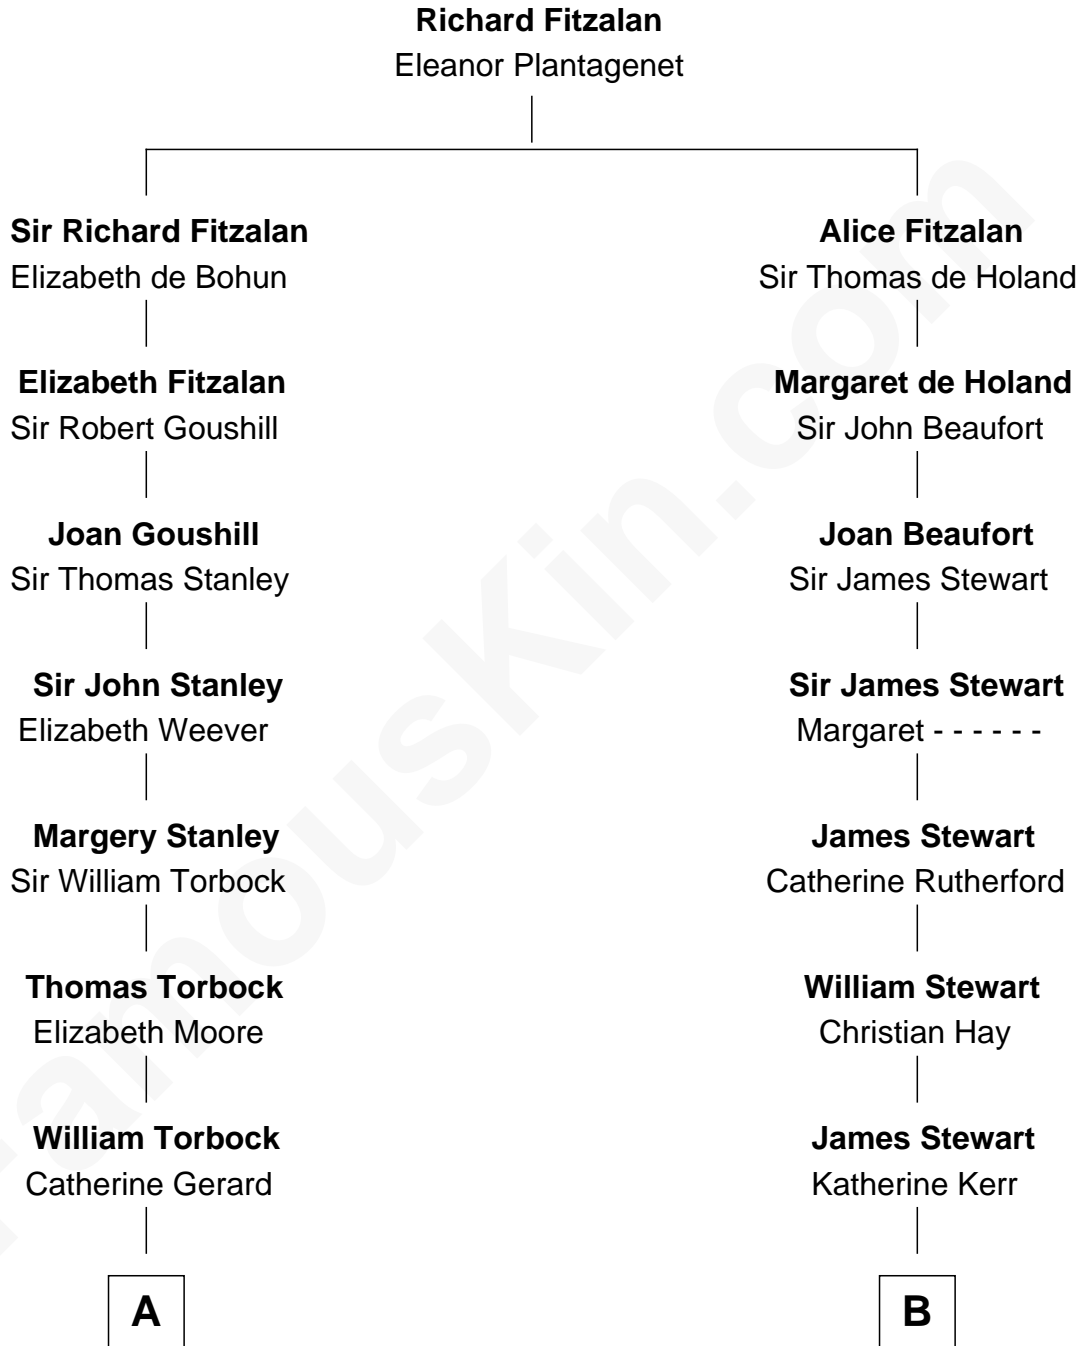 Richard Fitzalan
Eleanor Plantagenet
Sir Richard Fitzalan
Elizabeth de Bohun
Elizabeth Fitzalan
Sir Robert Goushill
Joan Goushill
Sir Thomas Stanley
Sir John Stanley
Elizabeth Weever
Margery Stanley
Sir William Torbock
Thomas Torbock
Elizabeth Moore
William Torbock
Catherine Gerard
A
Alice Fitzalan
Sir Thomas de Holand
Margaret de Holand
Sir John Beaufort
Joan Beaufort
Sir James Stewart
Sir James Stewart
Margaret - - - - - -
James Stewart
Catherine Rutherford
William Stewart
Christian Hay
James Stewart
Katherine Kerr
B
FamousKin.com